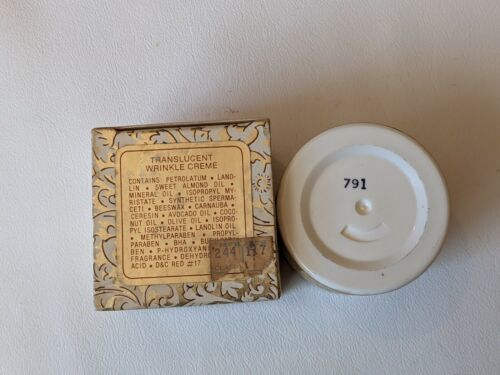 TRANSLUCENT
WRINKLE CREME
CONTAINS: PETROLATUM • LANO-
LIN • SWEET ALMOND OIL •
MINERAL OIL • ISOPROPYL MY-
RISTATE • SYNTHETIC SPERMA-
CETI • BEESWAX • CARNAUBA •
CERESIN • AVOCADO OIL • COCO-
NUT OIL • OLIVE OIL • ISOPRO-
PYL ISOSTEARATE • LANOLIN OIL
• METHYLPARABEN • PROPYL-
PARABEN • BHA •
BEN •
FRAGRANCE •
ACID • D&C RED #17
244
791